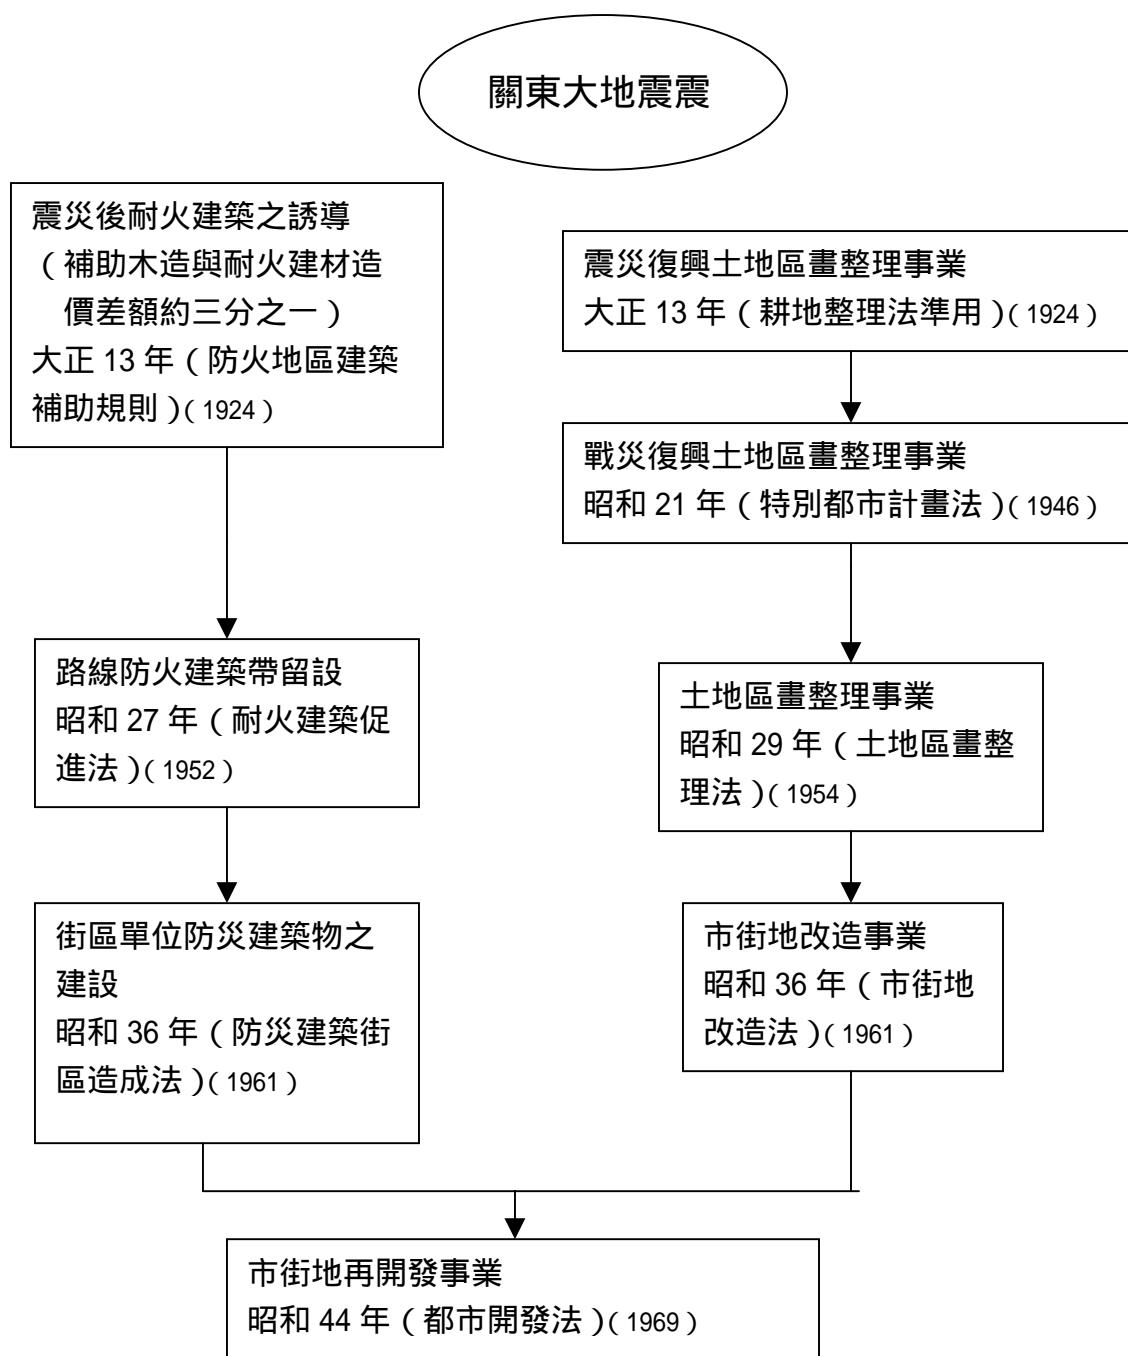 關東大地震震
震災後耐火建築之誘導
（補助木造與耐火建材造
價差額約三分之一）
大正 13 年（防火地區建築
補助規則）（1924）
震災復興土地區畫整理事業
大正 13 年（耕地整理法準用）（1924）
戰災復興土地區畫整理事業
昭和 21 年（特別都市計畫法）（1946）
路線防火建築帶留設
昭和 27 年（耐火建築促
進法）（1952）
土地區畫整理事業
昭和 29 年（土地區畫整
理法）（1954）
街區單位防災建築物之
建設
昭和 36 年（防災建築街
區造成法）（1961）
市街地改造事業
昭和 36 年（市街地
改造法）（1961）
市街地再開發事業
昭和 44 年（都市開發法）（1969）